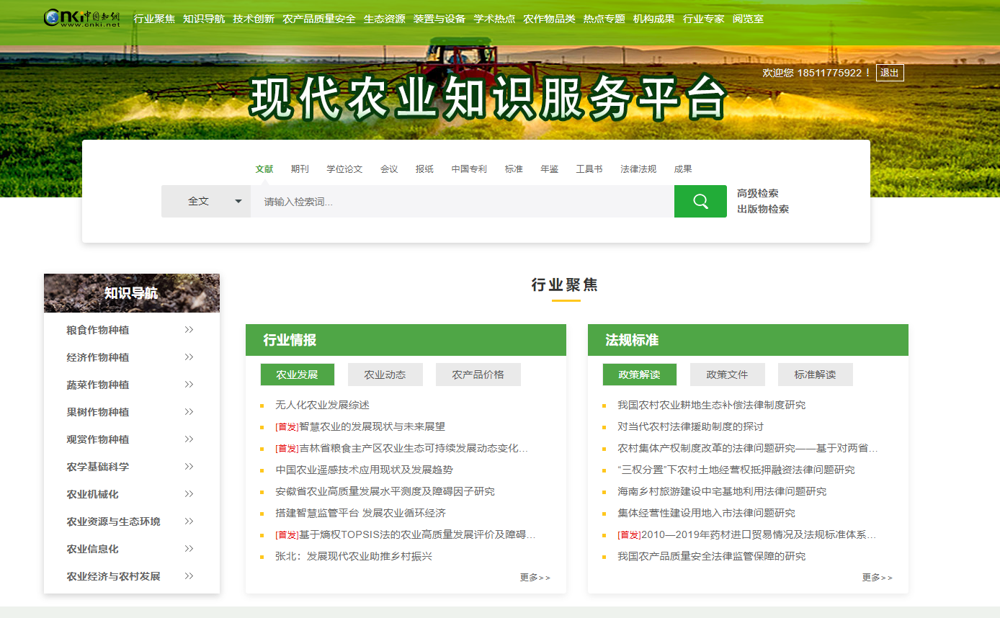 cnki中国知网
www.cnki.net
行业聚焦 知识导航 技术创新 农产品质量安全 生态资源 装置与设备 学术热点 农作物品类 热点专题 机构成果 行业专家 阅览室
欢迎您 18511775922 ！ 退出
现代农业知识服务平台
文献 期刊 学位论文 会议 报纸 中国专利 标准 年鉴 工具书 法律法规 成果
全文 请输入检索词...
高级检索
出版物检索
知识导航
粮食作物种植 >>
经济作物种植 >>
蔬菜作物种植 >>
果树作物种植 >>
观赏作物种植 >>
农学基础科学 >>
农业机械化 >>
农业资源与生态环境 >>
农业信息化 >>
农业经济与农村发展 >>
行业聚焦
行业情报
农业发展 农业动态 农产品价格
无人化农业发展综述
[首发]智慧农业的发展现状与未来展望
[首发]吉林省粮食主产区农业生态可持续发展动态变化...
中国农业遥感技术应用现状及发展趋势
安徽省农业高质量发展水平测度及障碍因子研究
搭建智慧监管平台 发展农业循环经济
[首发]基于熵权TOPSIS法的农业高质量发展评价及障碍...
张北：发展现代农业助推乡村振兴
更多>>
法规标准
政策解读 政策文件 标准解读
我国农村农业耕地生态补偿法律制度研究
对当代农村法律援助制度的探讨
农村集体产权制度改革的法律问题研究——基于对两省...
“三权分置”下农村土地经营权抵押融资法律问题研究
海南乡村旅游建设中宅基地利用法律问题研究
集体经营性建设用地入市法律问题研究
[首发]2010—2019年药材进口贸易情况及法规标准体系...
我国农产品质量安全法律监管保障的研究
更多>>